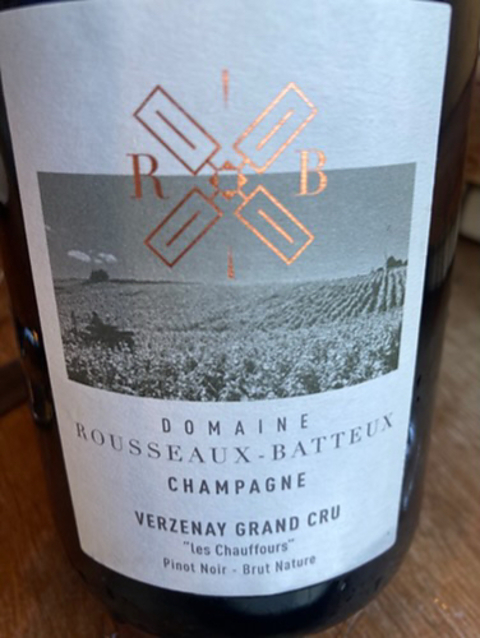 R B
DOMAINE
ROUSSEAUX-BATTEUX
CHAMPAGNE
VERZENAY GRAND CRU
"les Chauffours"
Pinot Noir - Brut Nature